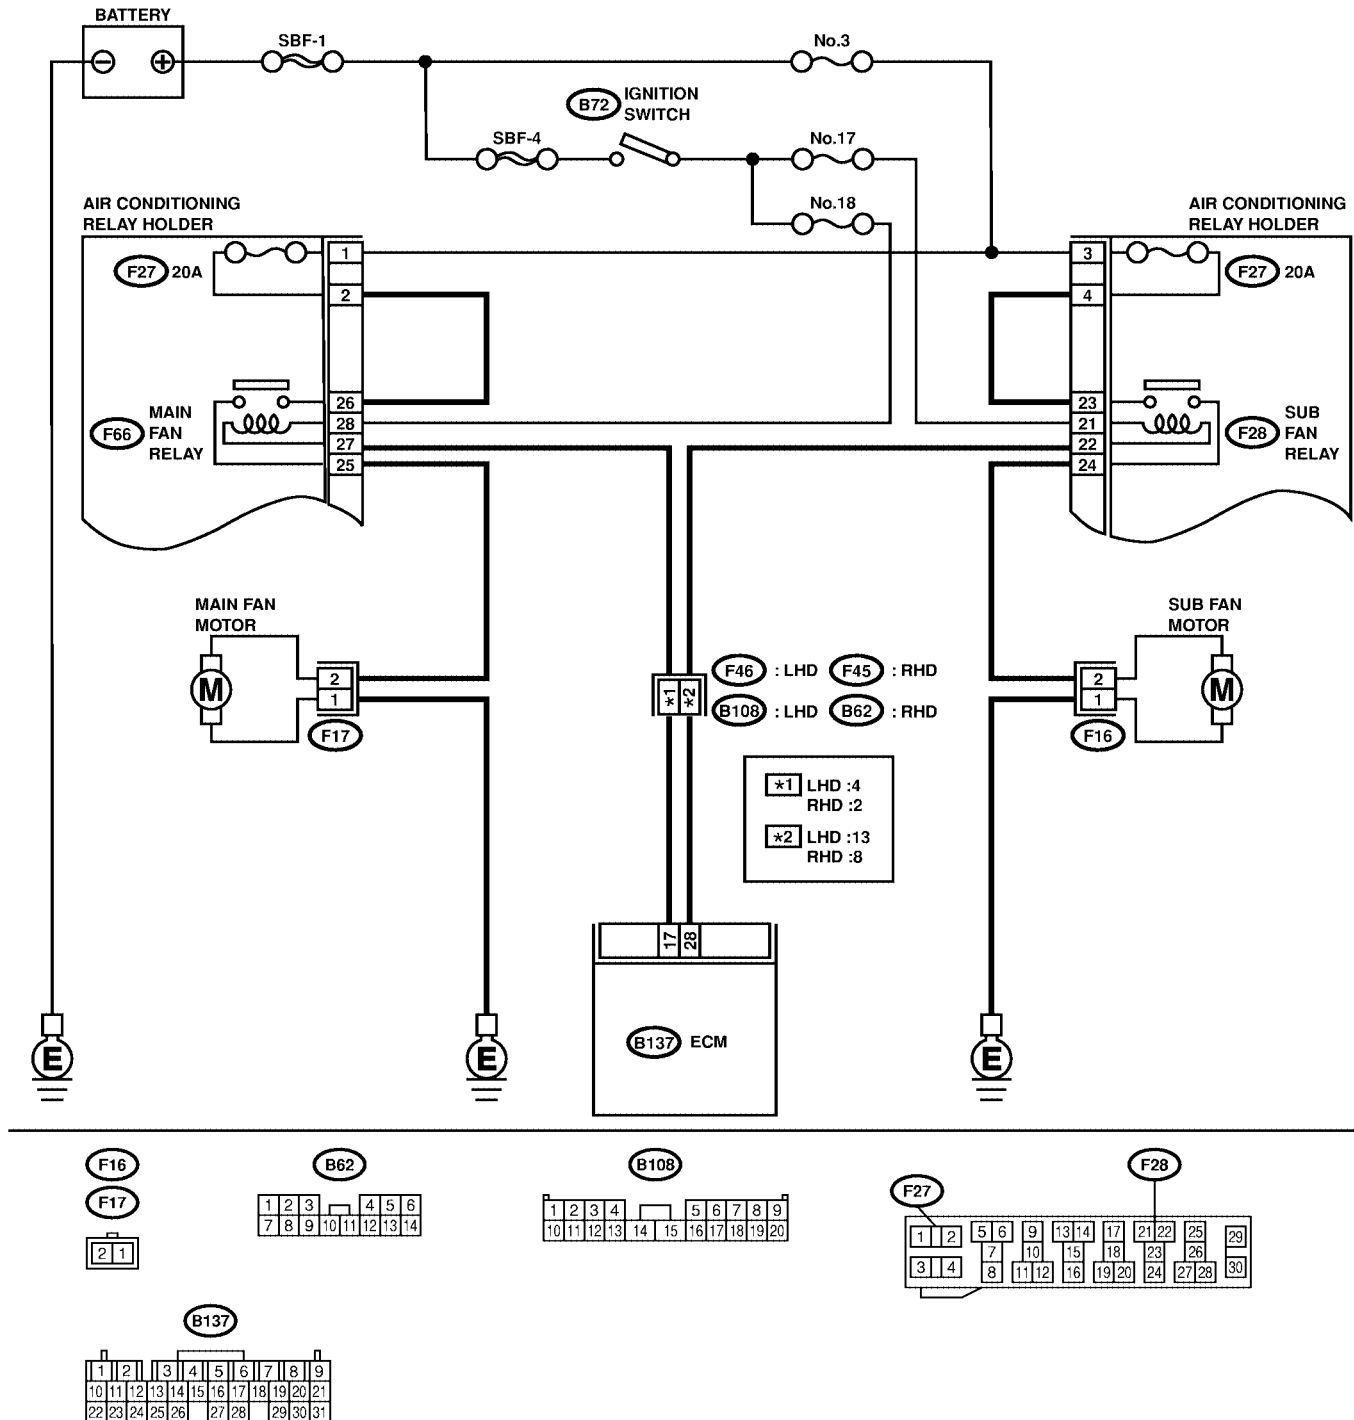 BATTERY
SBF-1
No.3
B72
IGNITION
SWITCH
SBF-4
No.17
No.18
AIR CONDITIONING
RELAY HOLDER
F27 20A
1
2
MAIN
FAN
RELAY
F66
26
28
27
25
AIR CONDITIONING
RELAY HOLDER
3
4
F27 20A
23
21
22
24
F28
SUB
FAN
RELAY
MAIN FAN
MOTOR
M
2
1
F17
*1 *2
F46 : LHD F45 : RHD
B108 : LHD B62 : RHD
*1 LHD :4
RHD :2
*2 LHD :13
RHD :8
SUB FAN
MOTOR
2
1
M
F16
17 28
B137 ECM
E
E
E
F16
F17
2 1
B62
1 2 3 4 5 6
7 8 9 10 11 12 13 14
B108
1 2 3 4 5 6 7 8 9
10 11 12 13 14 15 16 17 18 19 20
F27
F28
1 2 5 6 9 13 14 17 21 22 25 29
7 10 15 18 23 26
3 4 8 11 12 16 19 20 24 27 28 30
B137
1 2 3 4 5 6 7 8 9
10 11 12 13 14 15 16 17 18 19 20 21
22 23 24 25 26 27 28 29 30 31